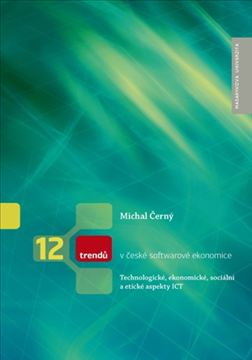 MASARYKOVA UNIVERZITA
Michal Černý
12 trendů v české softwarové ekonomice
Technologické, ekonomické, sociální
a etické aspekty ICT